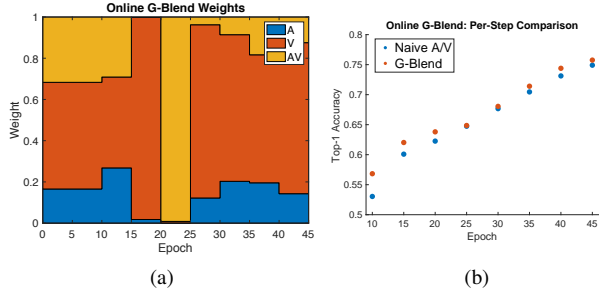 Online G-Blend Weights
A
V
AV
Weight
1
0.8
0.6
0.4
0.2
0
0 5 10 15 20 25 30 35 40 45
Epoch
(a)
Online G-Blend: Per-Step Comparison
Naive A/V
G-Blend
Top-1 Accuracy
0.8
0.75
0.7
0.65
0.6
0.55
0.5
10 15 20 25 30 35 40 45
Epoch
(b)